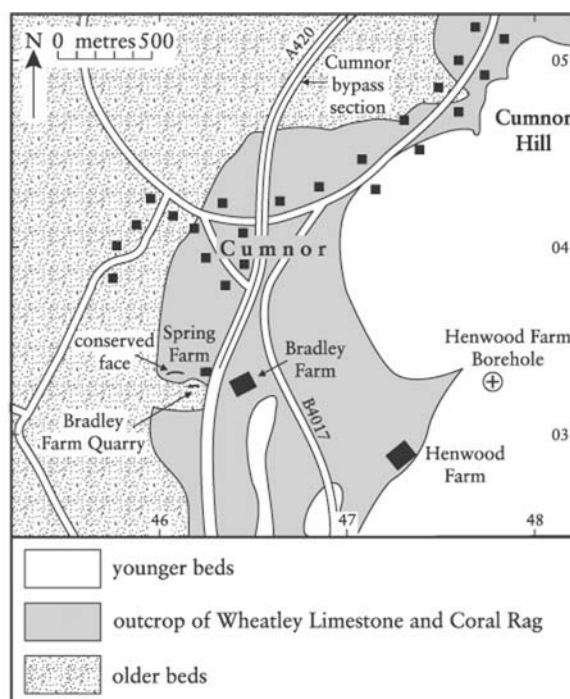 N 0 metres 500
A420
05
Cumnor
bypass
section
Cumnor
Hill
04
Cumnor
conserved
face
Spring
Farm
Bradley
Farm
Henwood Farm
Borehole
Bradley
Farm Quarry
B4017
03
Henwood
Farm
46
47
48
younger beds
outcrop of Wheatley Limestone and Coral Rag
older beds